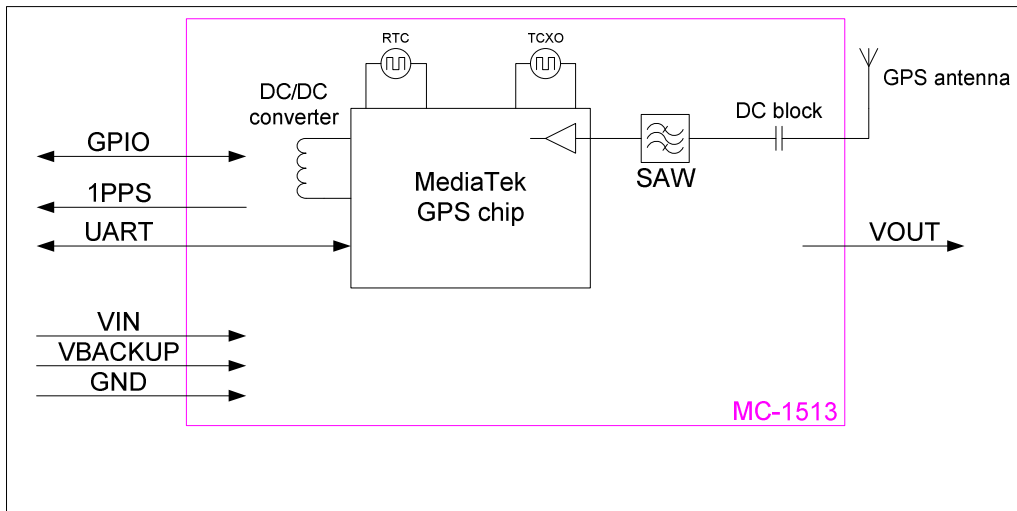 RTC
TCXO
DC/DC
converter
GPS antenna
DC block
GPIO
SAW
MediaTek
GPS chip
1PPS
UART
VOUT
VIN
VBACKUP
GND
MC-1513